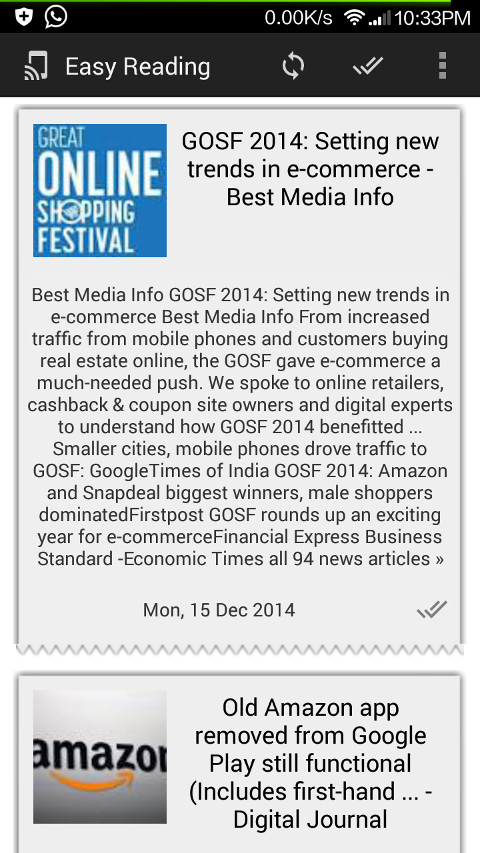 0.00K/s 10:33PM
Easy Reading
GREAT
ONLINE
SHOPPING
FESTIVAL
GOSF 2014: Setting new
trends in e-commerce -
Best Media Info
Best Media Info GOSF 2014: Setting new trends in
e-commerce Best Media Info From increased
traffic from mobile phones and customers buying
real estate online, the GOSF gave e-commerce a
much-needed push. We spoke to online retailers,
cashback & coupon site owners and digital experts
to understand how GOSF 2014 benefitted ...
Smaller cities, mobile phones drove traffic to
GOSF: GoogleTimes of India GOSF 2014: Amazon
and Snapdeal biggest winners, male shoppers
dominatedFirstpost GOSF rounds up an exciting
year for e-commerceFinancial Express Business
Standard -Economic Times all 94 news articles »
Mon, 15 Dec 2014
amazon
Old Amazon app
removed from Google
Play still functional
(Includes first-hand ... -
Digital Journal